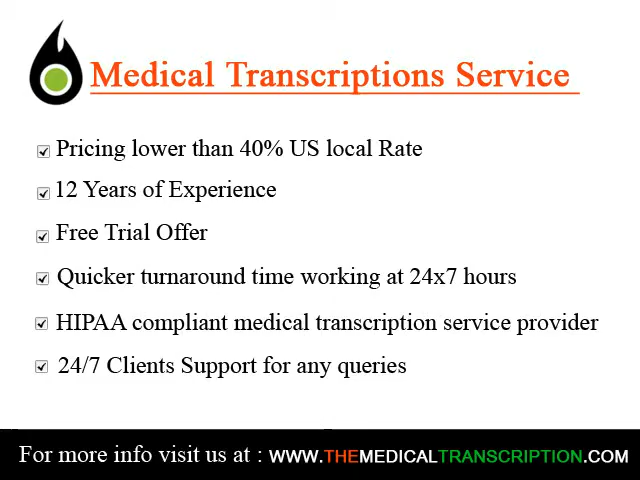 Medical Transcriptions Service
Pricing lower than 40% US local Rate
12 Years of Experience
Free Trial Offer
Quicker turnaround time working at 24x7 hours
HIPAA compliant medical transcription service provider
24/7 Clients Support for any queries
For more info visit us at : WWW.THEMEDICALTRANSCRIPTION.COM